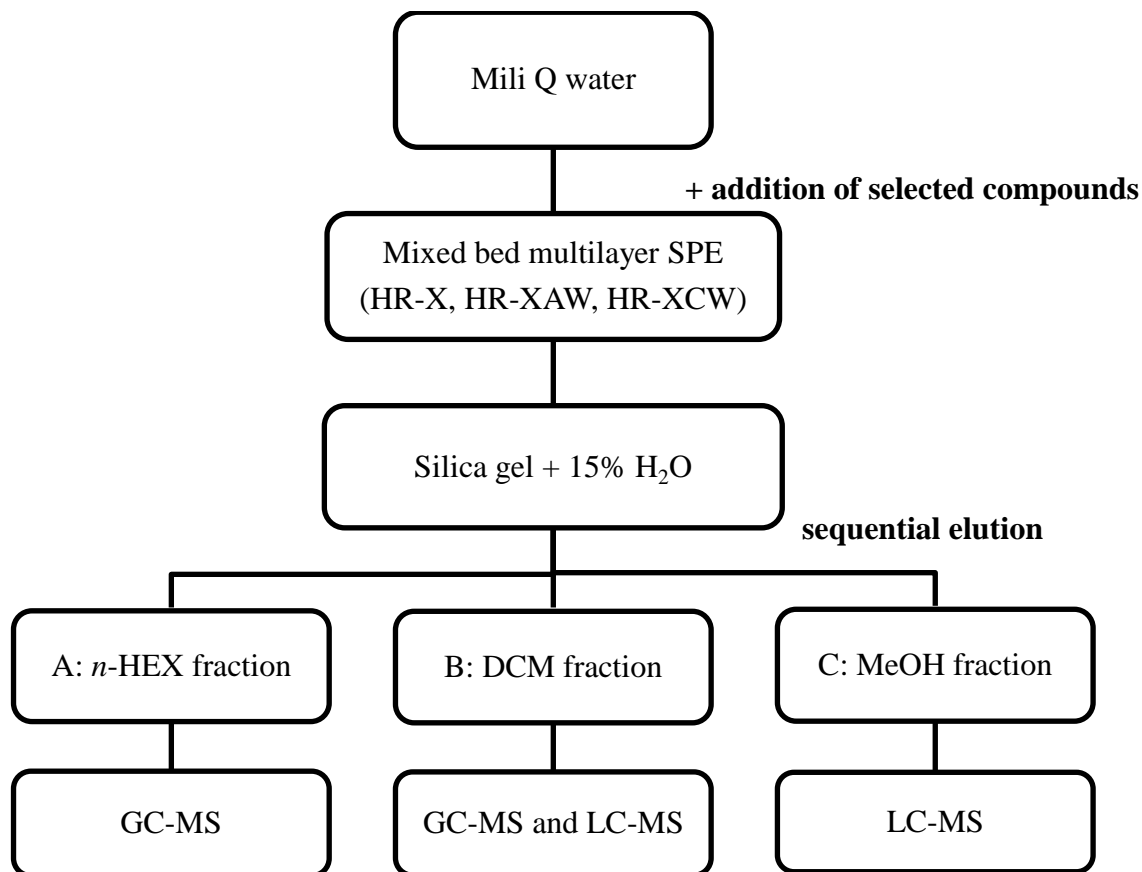 Mili Q water
+ addition of selected compounds
Mixed bed multilayer SPE
(HR-X, HR-XAW, HR-XCW)
Silica gel + 15% H₂O
sequential elution
A: n-HEX fraction
B: DCM fraction
C: MeOH fraction
GC-MS
GC-MS and LC-MS
LC-MS